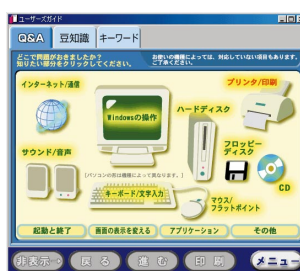 ユーザーズガイド
Q&A 豆知識 キーワード
どこで問題がおきましたか?
知りたい部分をクリックしてください。
お使いの機種によっては、対応していない項目もあります。
ご了承ください。
インターネット/通信
プリンタ/印刷
Windowsの操作
ハードディスク
サウンド/音声
フロッピー
ディスク
[パソコンの形は機種によって異なります。]
CD
キーボード/文字入力
マウス/
フラットポイント
起動と終了 画面の表示を変える アプリケーション その他
非表示 戻る 進む 印刷 メニュー